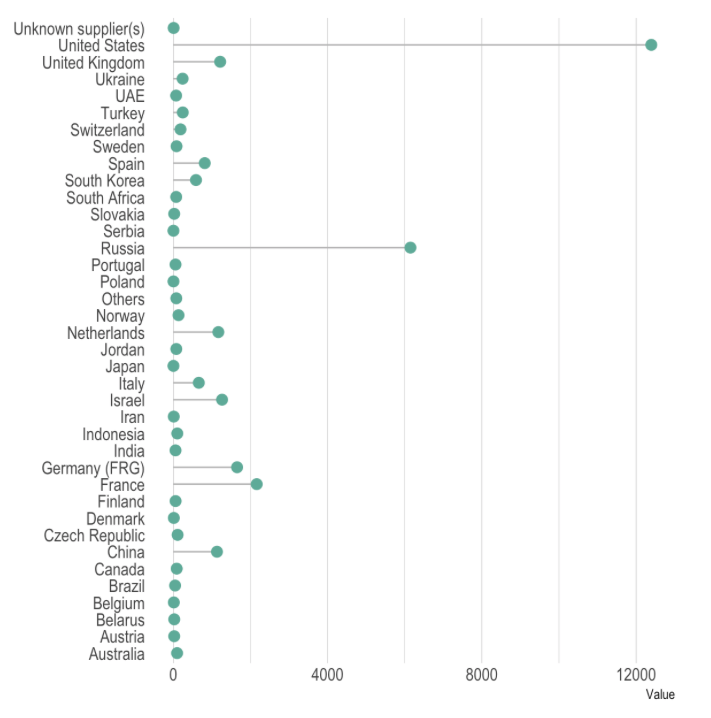 Unknown supplier(s)
United States
United Kingdom
Ukraine
UAE
Turkey
Switzerland
Sweden
Spain
South Korea
South Africa
Slovakia
Serbia
Russia
Portugal
Poland
Others
Norway
Netherlands
Jordan
Japan
Italy
Israel
Iran
Indonesia
India
Germany (FRG)
France
Finland
Denmark
Czech Republic
China
Canada
Brazil
Belgium
Belarus
Austria
Australia
0 4000 8000 12000
Value